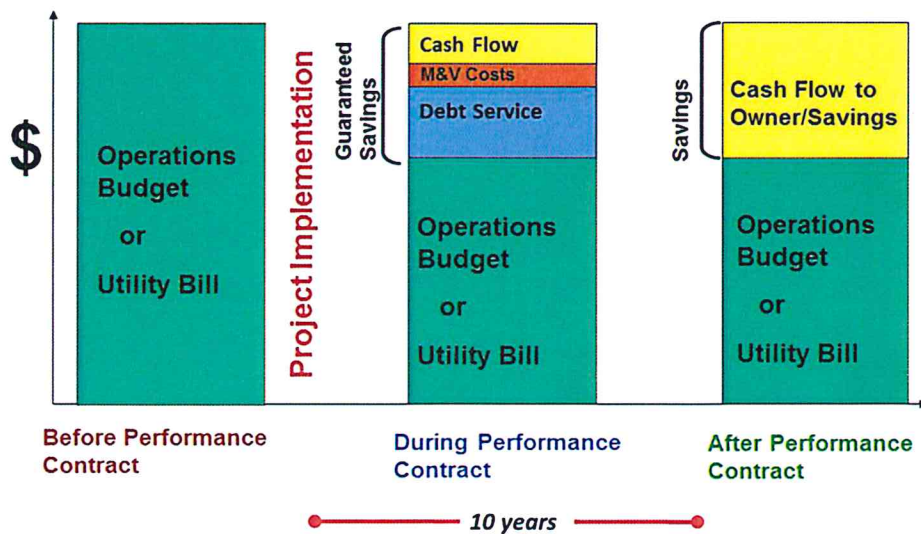 $
Operations
Budget
or
Utility Bill
Project Implementation
Guaranteed
Savings
Cash Flow
M&V Costs
Debt Service
Operations
Budget
or
Utility Bill
Savings
Cash Flow to
Owner/Savings
Operations
Budget
or
Utility Bill
Before Performance
Contract
During Performance
Contract
After Performance
Contract
10 years